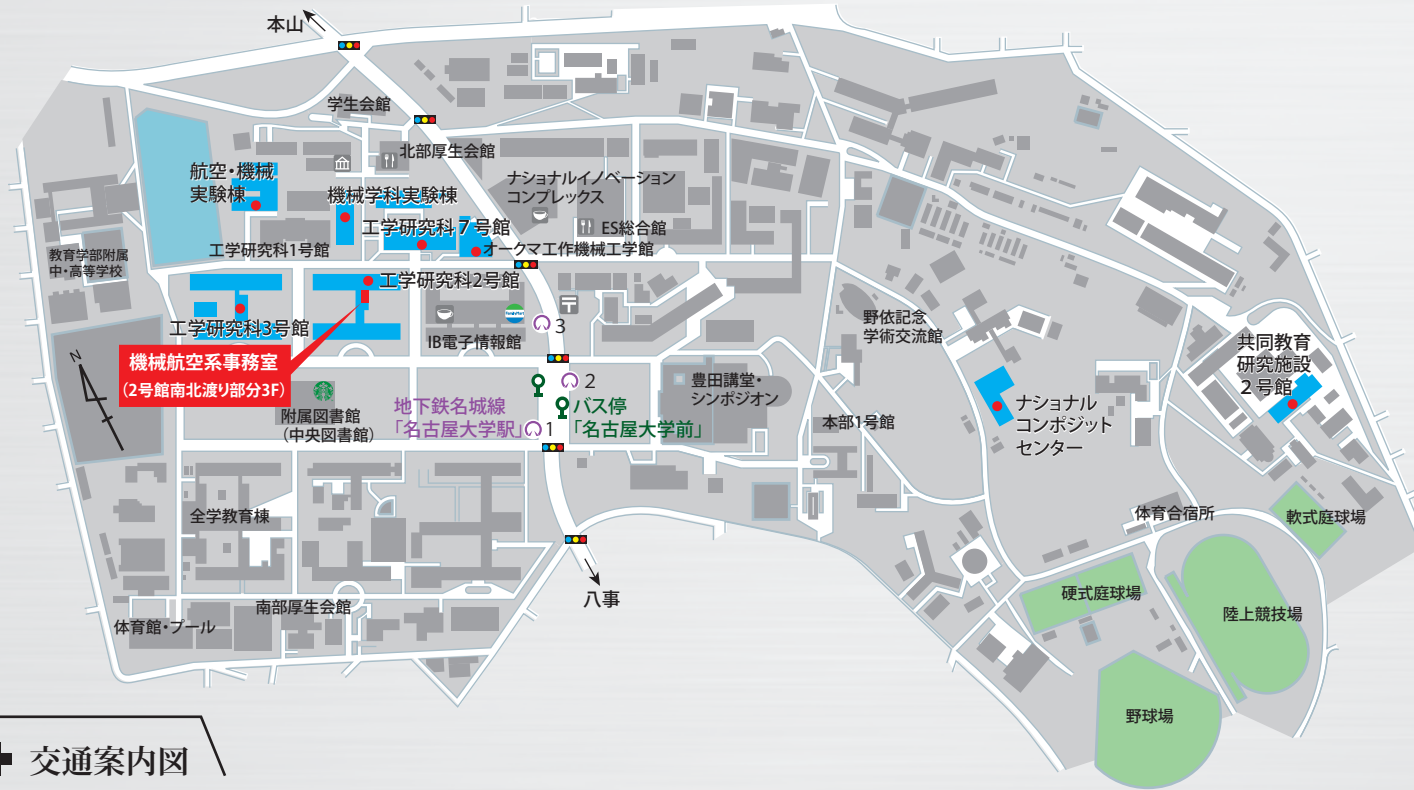 本山
学生会館
北部厚生会館
航空・機械
実験棟
機械学科実験棟
ナショナルイノベーション
コンプレックス
工学研究科７号館
ES総合館
教育学部附属
中・高等学校
工学研究科1号館
オークマ工作機械工学館
工学研究科2号館
工学研究科3号館
FamilyMart
3
IB電子情報館
野依記念
学術交流館
共同教育
研究施設
２号館
N
機械航空系事務室
(2号館南北渡り部分3F)
2
豊田講堂・
シンポジオン
附属図書館
（中央図書館）
地下鉄名城線
「名古屋大学駅」
1
バス停
「名古屋大学前」
本部1号館
ナショナル
コンポジット
センター
全学教育棟
体育合宿所
軟式庭球場
八事
硬式庭球場
南部厚生会館
体育館・プール
陸上競技場
野球場
交通案内図